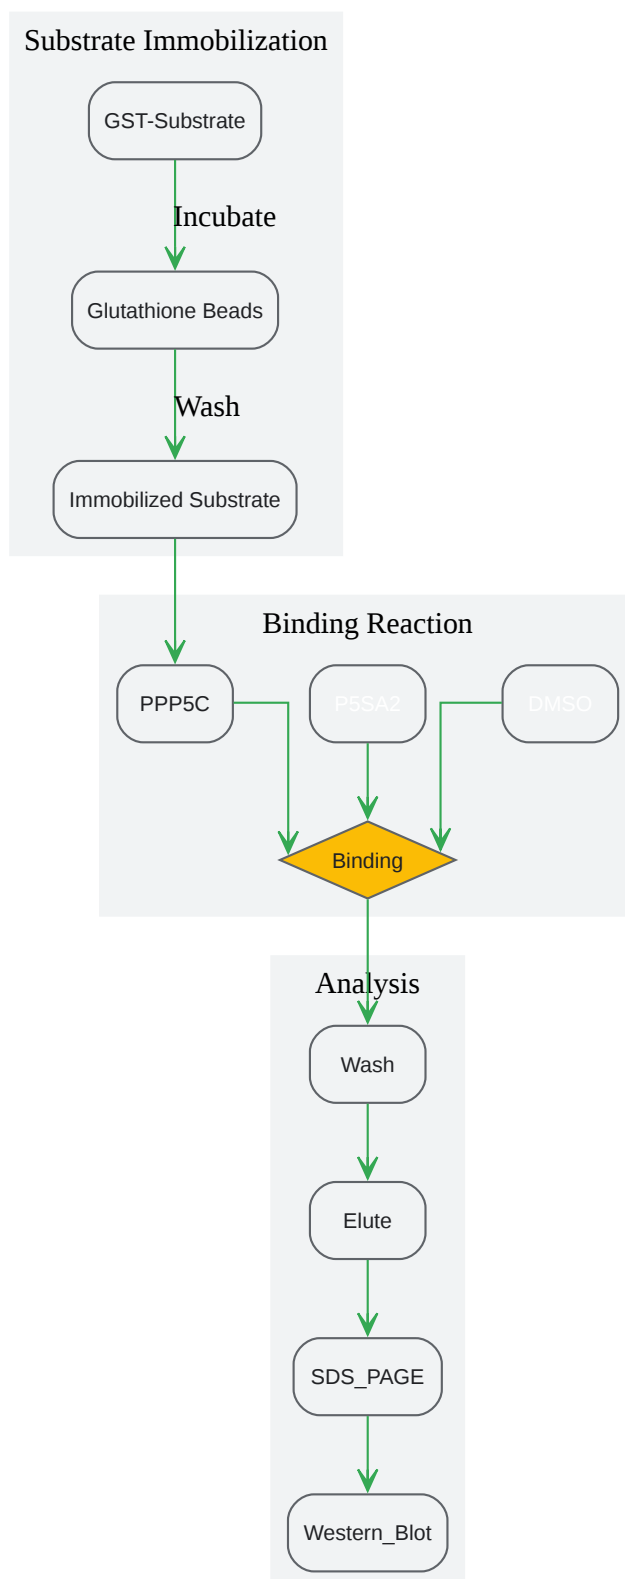 Substrate Immobilization
GST-Substrate
Incubate
Glutathione Beads
Wash
Immobilized Substrate
Binding Reaction
PPP5C
P5SA2
DMSO
Binding
Analysis
Wash
Elute
SDS_PAGE
Western_Blot